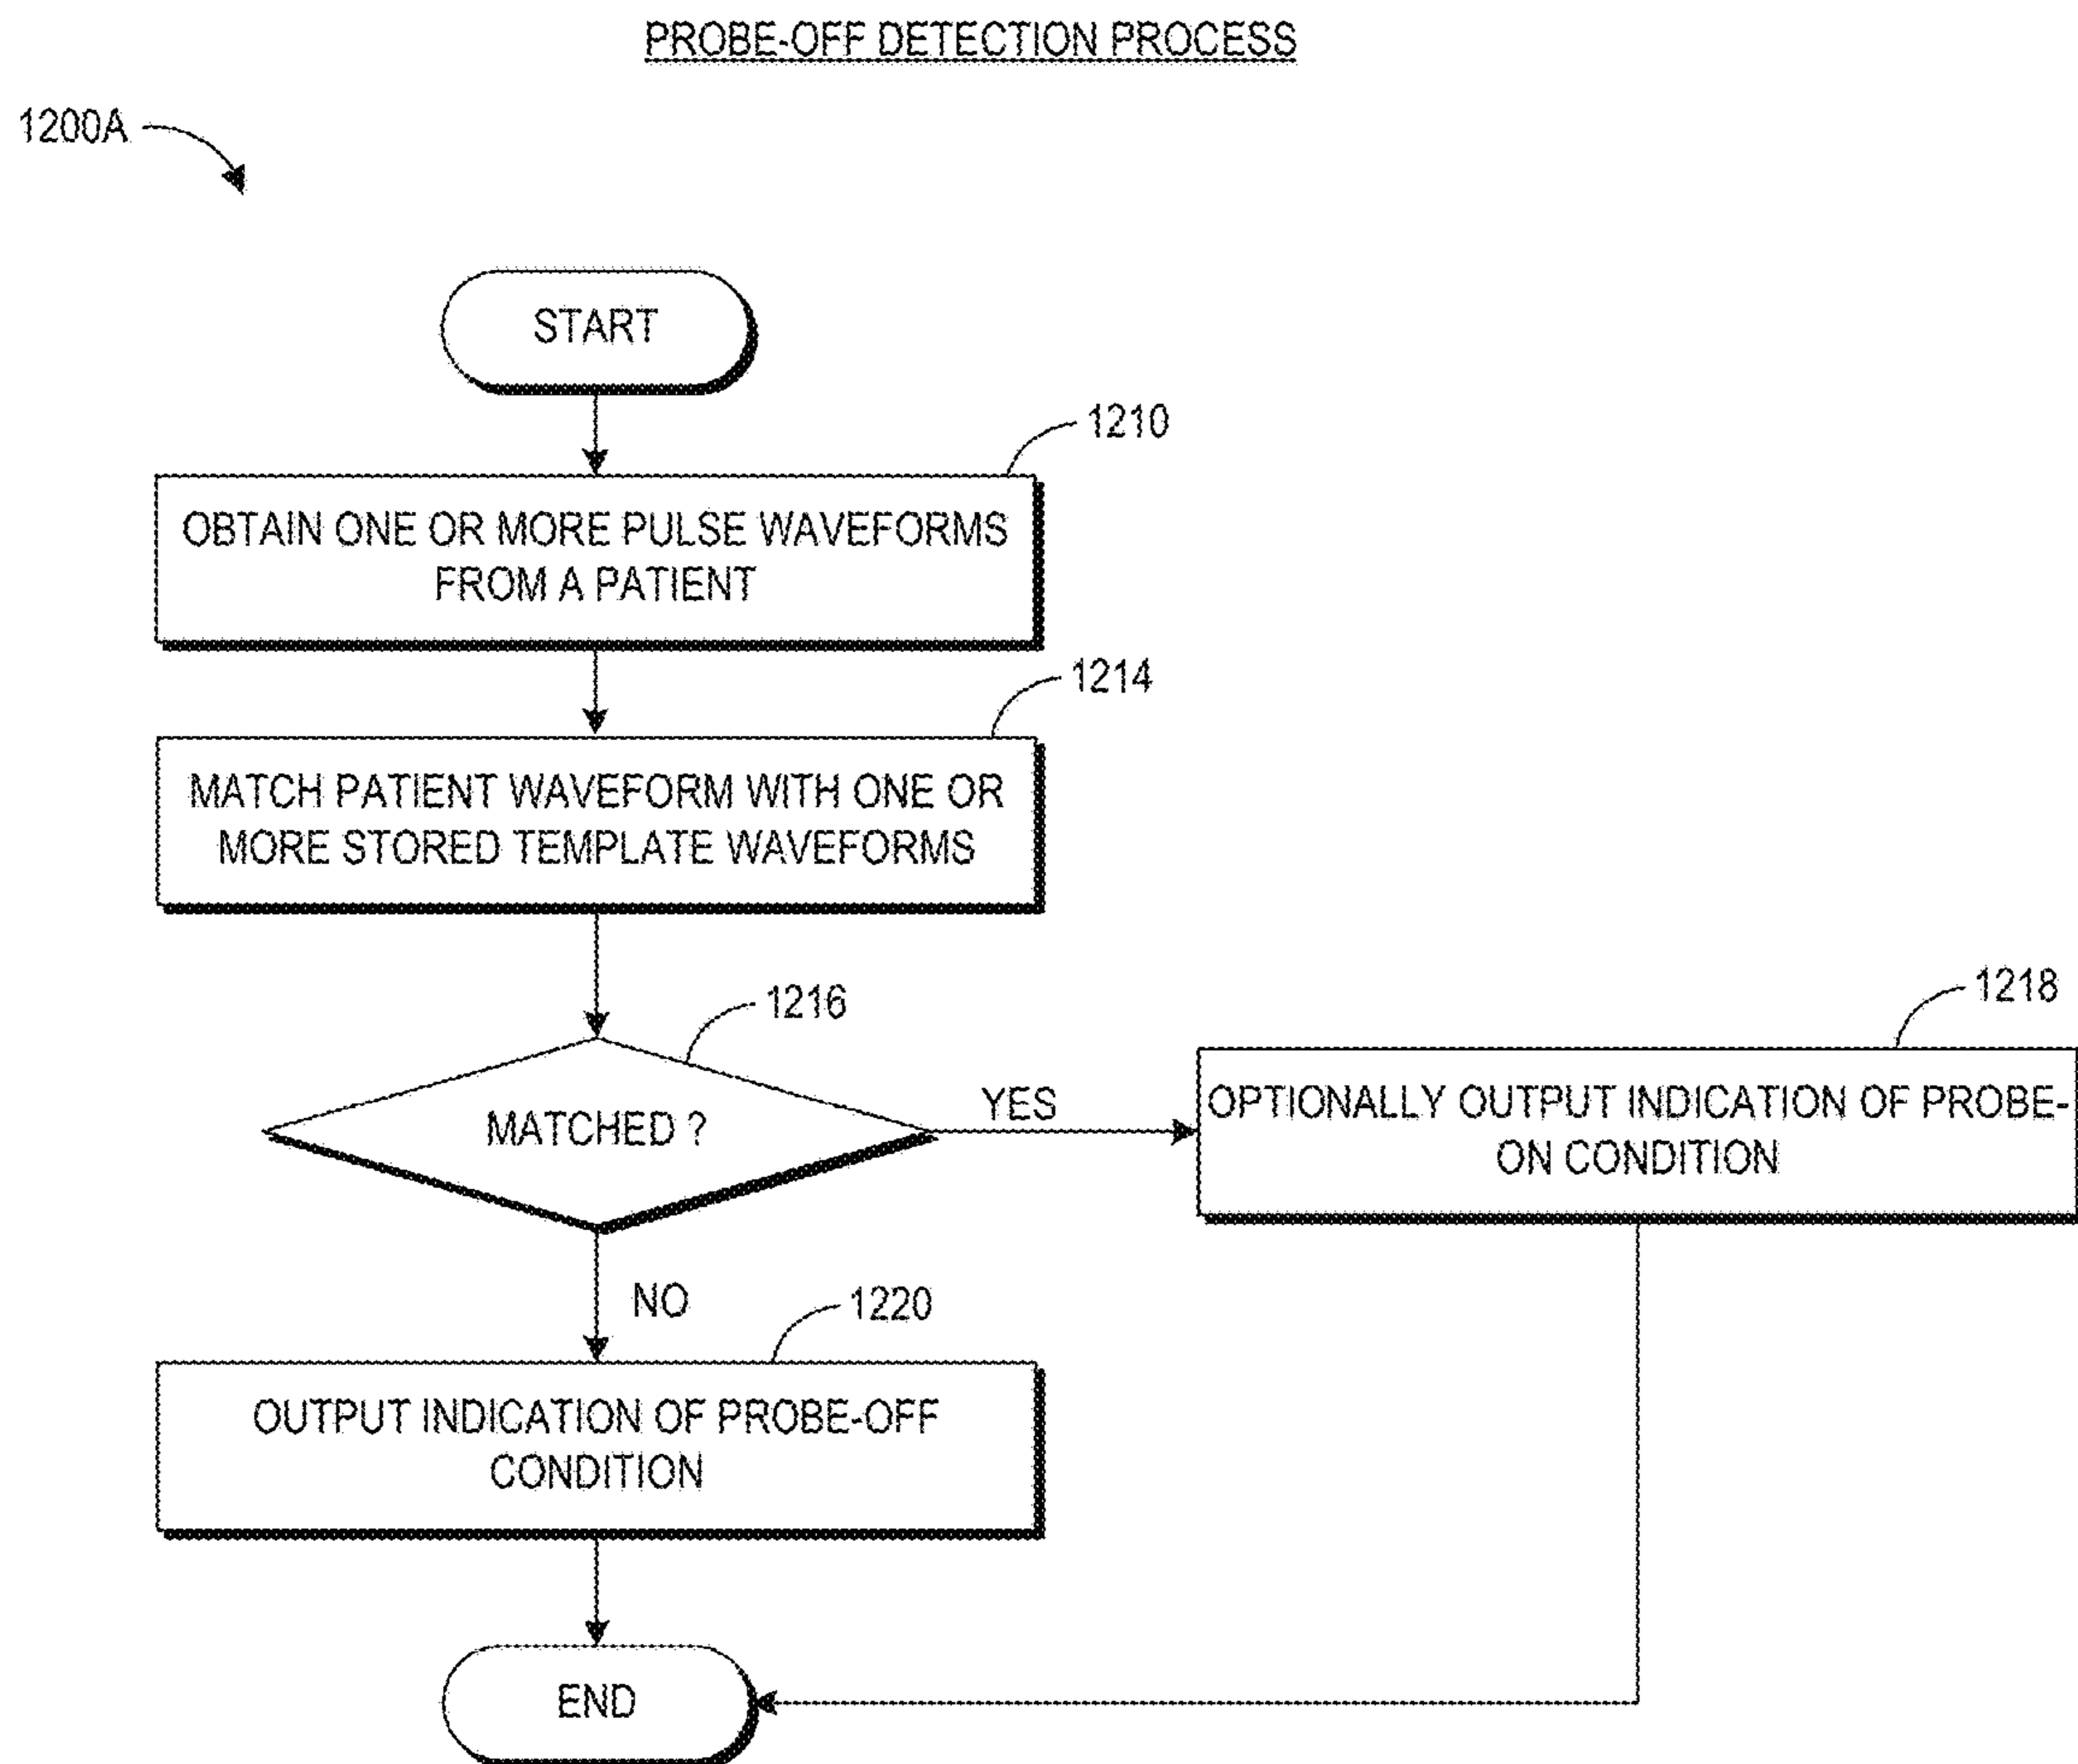 PROBE-OFF DETECTION PROCESS
1200A
START
1210
OBTAIN ONE OR MORE PULSE WAVEFORMS
FROM A PATIENT
1214
MATCH PATIENT WAVEFORM WITH ONE OR
MORE STORED TEMPLATE WAVEFORMS
1216
MATCHED ?
YES
1218
OPTIONALLY OUTPUT INDICATION OF PROBE-
ON CONDITION
NO
1220
OUTPUT INDICATION OF PROBE-OFF
CONDITION
END